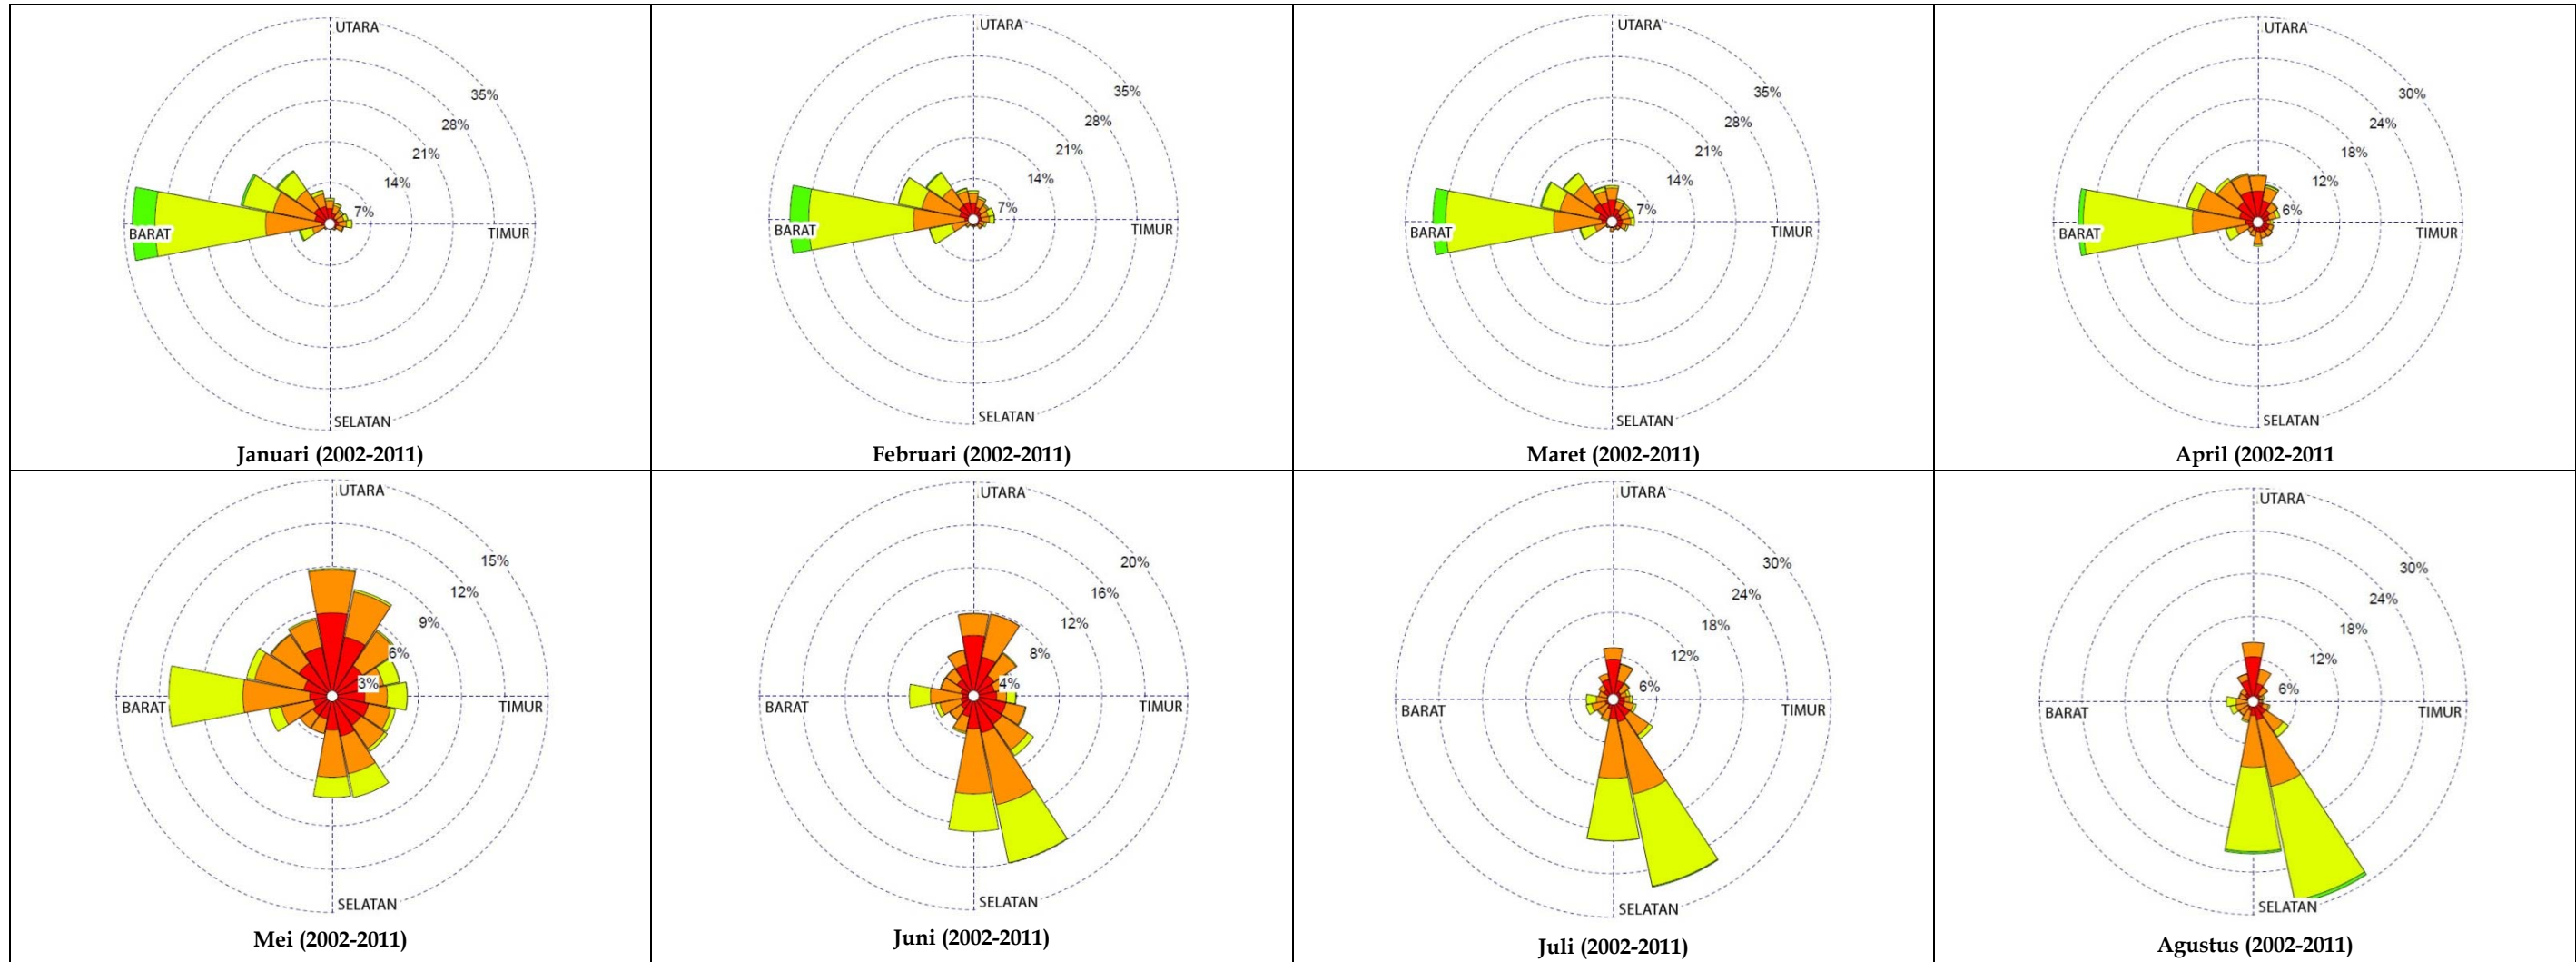 UTARA
35%
28%
21%
14%
7%
BARAT
TIMUR
SELATAN
Januari (2002-2011)
UTARA
35%
28%
21%
14%
7%
BARAT
TIMUR
SELATAN
Februari (2002-2011)
UTARA
35%
28%
21%
14%
7%
BARAT
TIMUR
SELATAN
Maret (2002-2011)
UTARA
30%
24%
18%
12%
6%
BARAT
TIMUR
SELATAN
April (2002-2011
UTARA
15%
12%
9%
6%
3%
BARAT
TIMUR
SELATAN
Mei (2002-2011)
UTARA
20%
16%
12%
8%
4%
BARAT
TIMUR
SELATAN
Juni (2002-2011)
UTARA
30%
24%
18%
12%
6%
BARAT
TIMUR
SELATAN
Juli (2002-2011)
UTARA
30%
24%
18%
12%
6%
BARAT
TIMUR
SELATAN
Agustus (2002-2011)